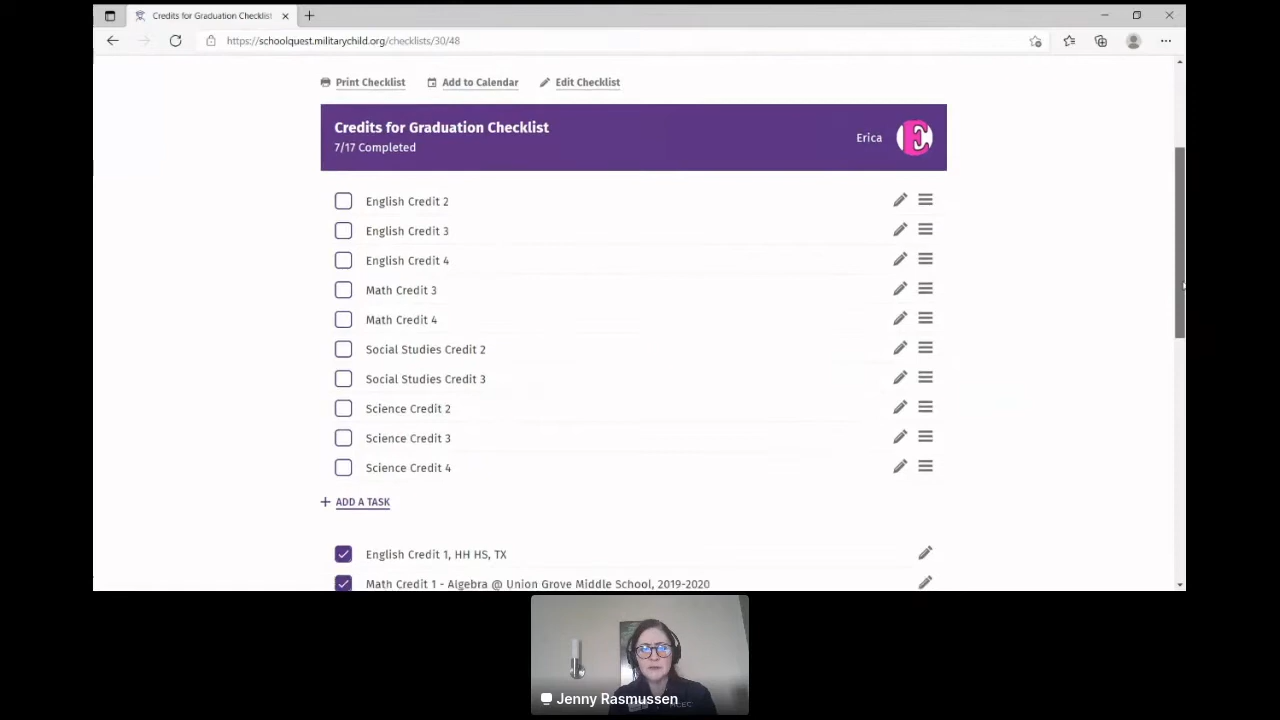 Credits for Graduation Checklist
https://schoolquest.militarychild.org/checklists/30/48
Print Checklist Add to Calendar Edit Checklist
Credits for Graduation Checklist
7/17 Completed
Erica
E
English Credit 2
English Credit 3
English Credit 4
Math Credit 3
Math Credit 4
Social Studies Credit 2
Social Studies Credit 3
Science Credit 2
Science Credit 3
Science Credit 4
+ ADD A TASK
English Credit 1, HH HS, TX
Math Credit 1 - Algebra @ Union Grove Middle School, 2019-2020
Jenny Rasmussen